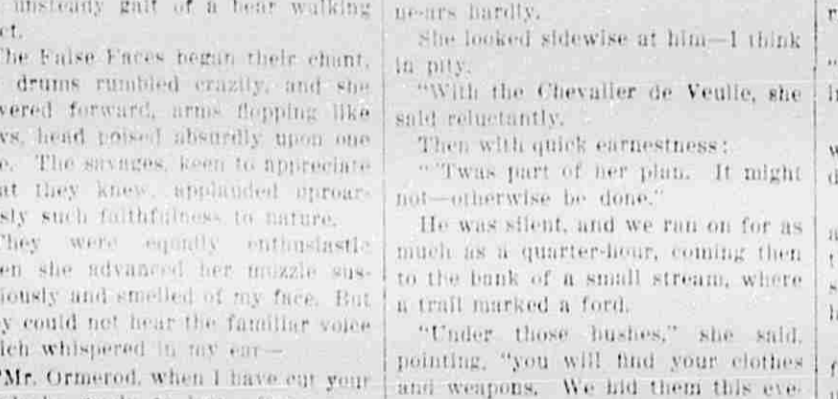 unsteady gait of a bear walking
ct.
The False Faces began their chant,
drums rumbled crazily, and she
wered forward, arms flopping like
ws, head poised absurdly upon one
e. The savages, keen to appreciate
at they knew, applauded uproar-
sly such faithfulness to nature.
They were equally enthusiastic
en she advanced her muzzle sus-
iciously and smelled of my face. But
y could not hear the familiar voice
ich whispered in my ear—
"Mr. Ormerod, when I have cut your
ne-ars hardly.
She looked sidewise at him—I think
in pity.
"With the Chevalier de Veulle, she
said reluctantly.
Then with quick earnestness:
"'Twas part of her plan. It might
not—otherwise be done."
He was silent, and we ran on for as
much as a quarter-hour, coming then
to the bank of a small stream, where
a trail marked a ford.
"Under those bushes," she said,
pointing, "you will find your clothes
and weapons. We hid them this eve-